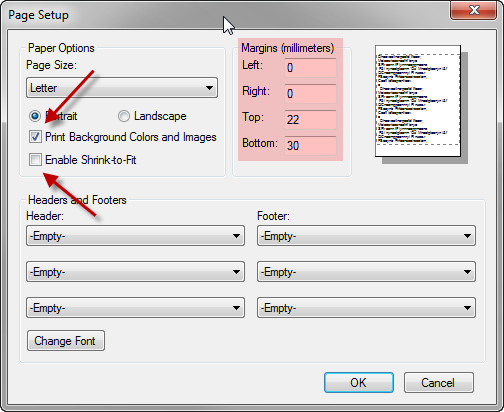 Page Setup
Paper Options
Page Size:
Letter
Portrait
Landscape
Print Background Colors and Images
Enable Shrink-to-Fit
Margins (millimeters)
Left: 0
Right: 0
Top: 22
Bottom: 30
Headers and Footers
Header:
Footer:
-Empty-
-Empty-
-Empty-
-Empty-
-Empty-
-Empty-
Change Font
OK
Cancel